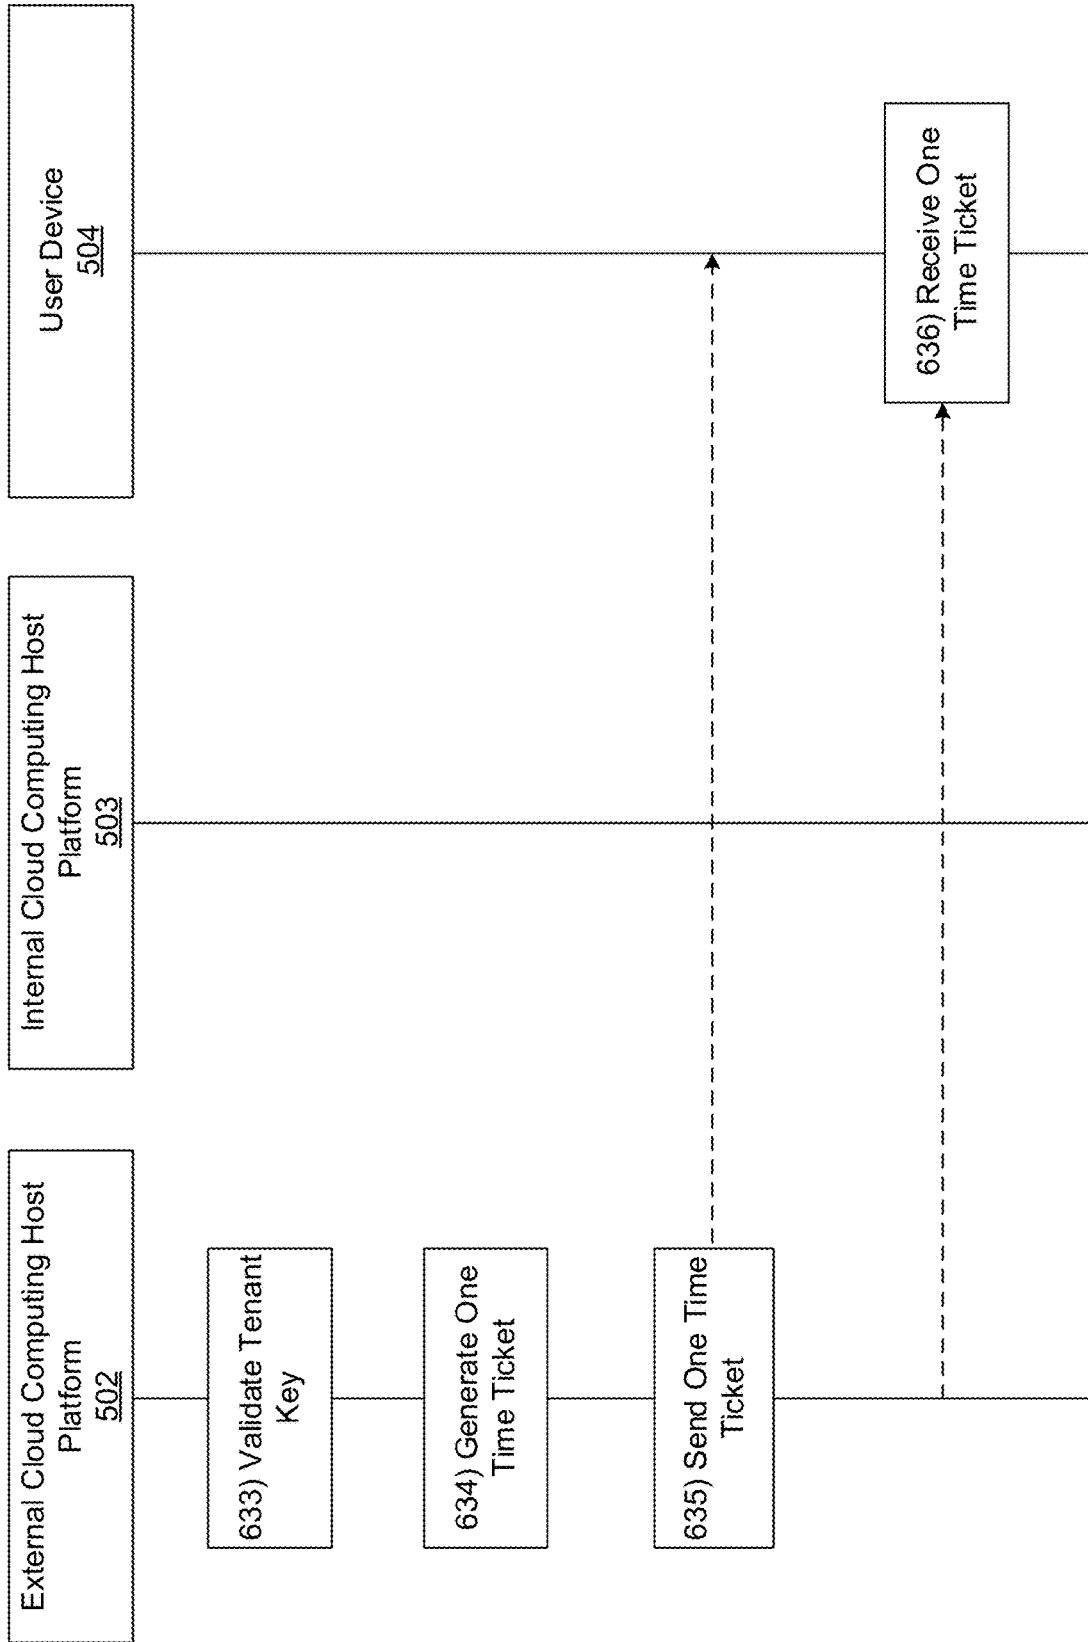 External Cloud Computing Host
Platform
502
Internal Cloud Computing Host
Platform
503
User Device
504
633) Validate Tenant
Key
634) Generate One
Time Ticket
635) Send One Time
Ticket
636) Receive One
Time Ticket